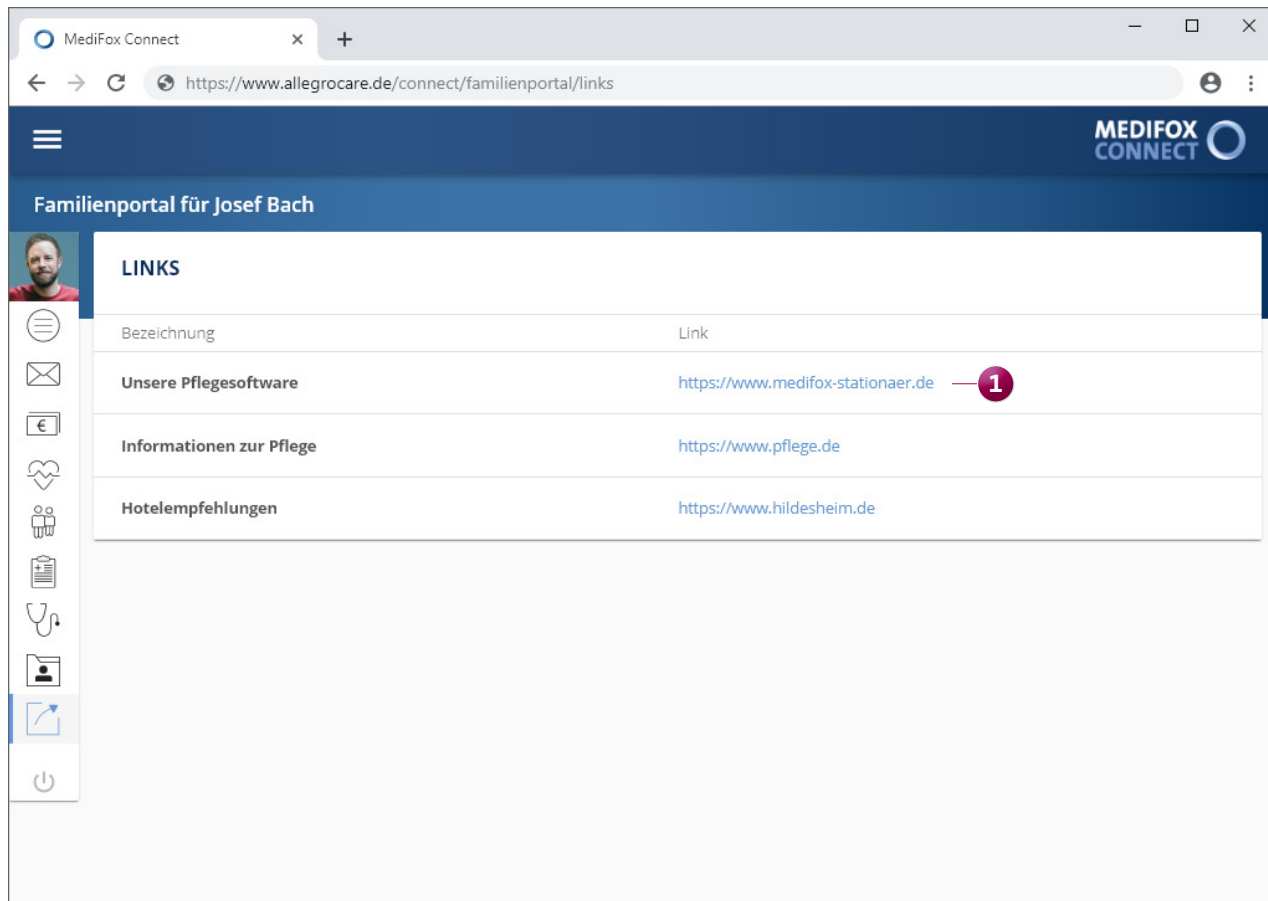 MediFox Connect
https://www.allegrocare.de/connect/familienportal/links
MEDIFOX
CONNECT
Familienportal für Josef Bach
LINKS
Bezeichnung Link
Unsere Pflegesoftware https://www.medifox-stationaer.de 1
Informationen zur Pflege https://www.pflege.de
Hotelempfehlungen https://www.hildesheim.de
€